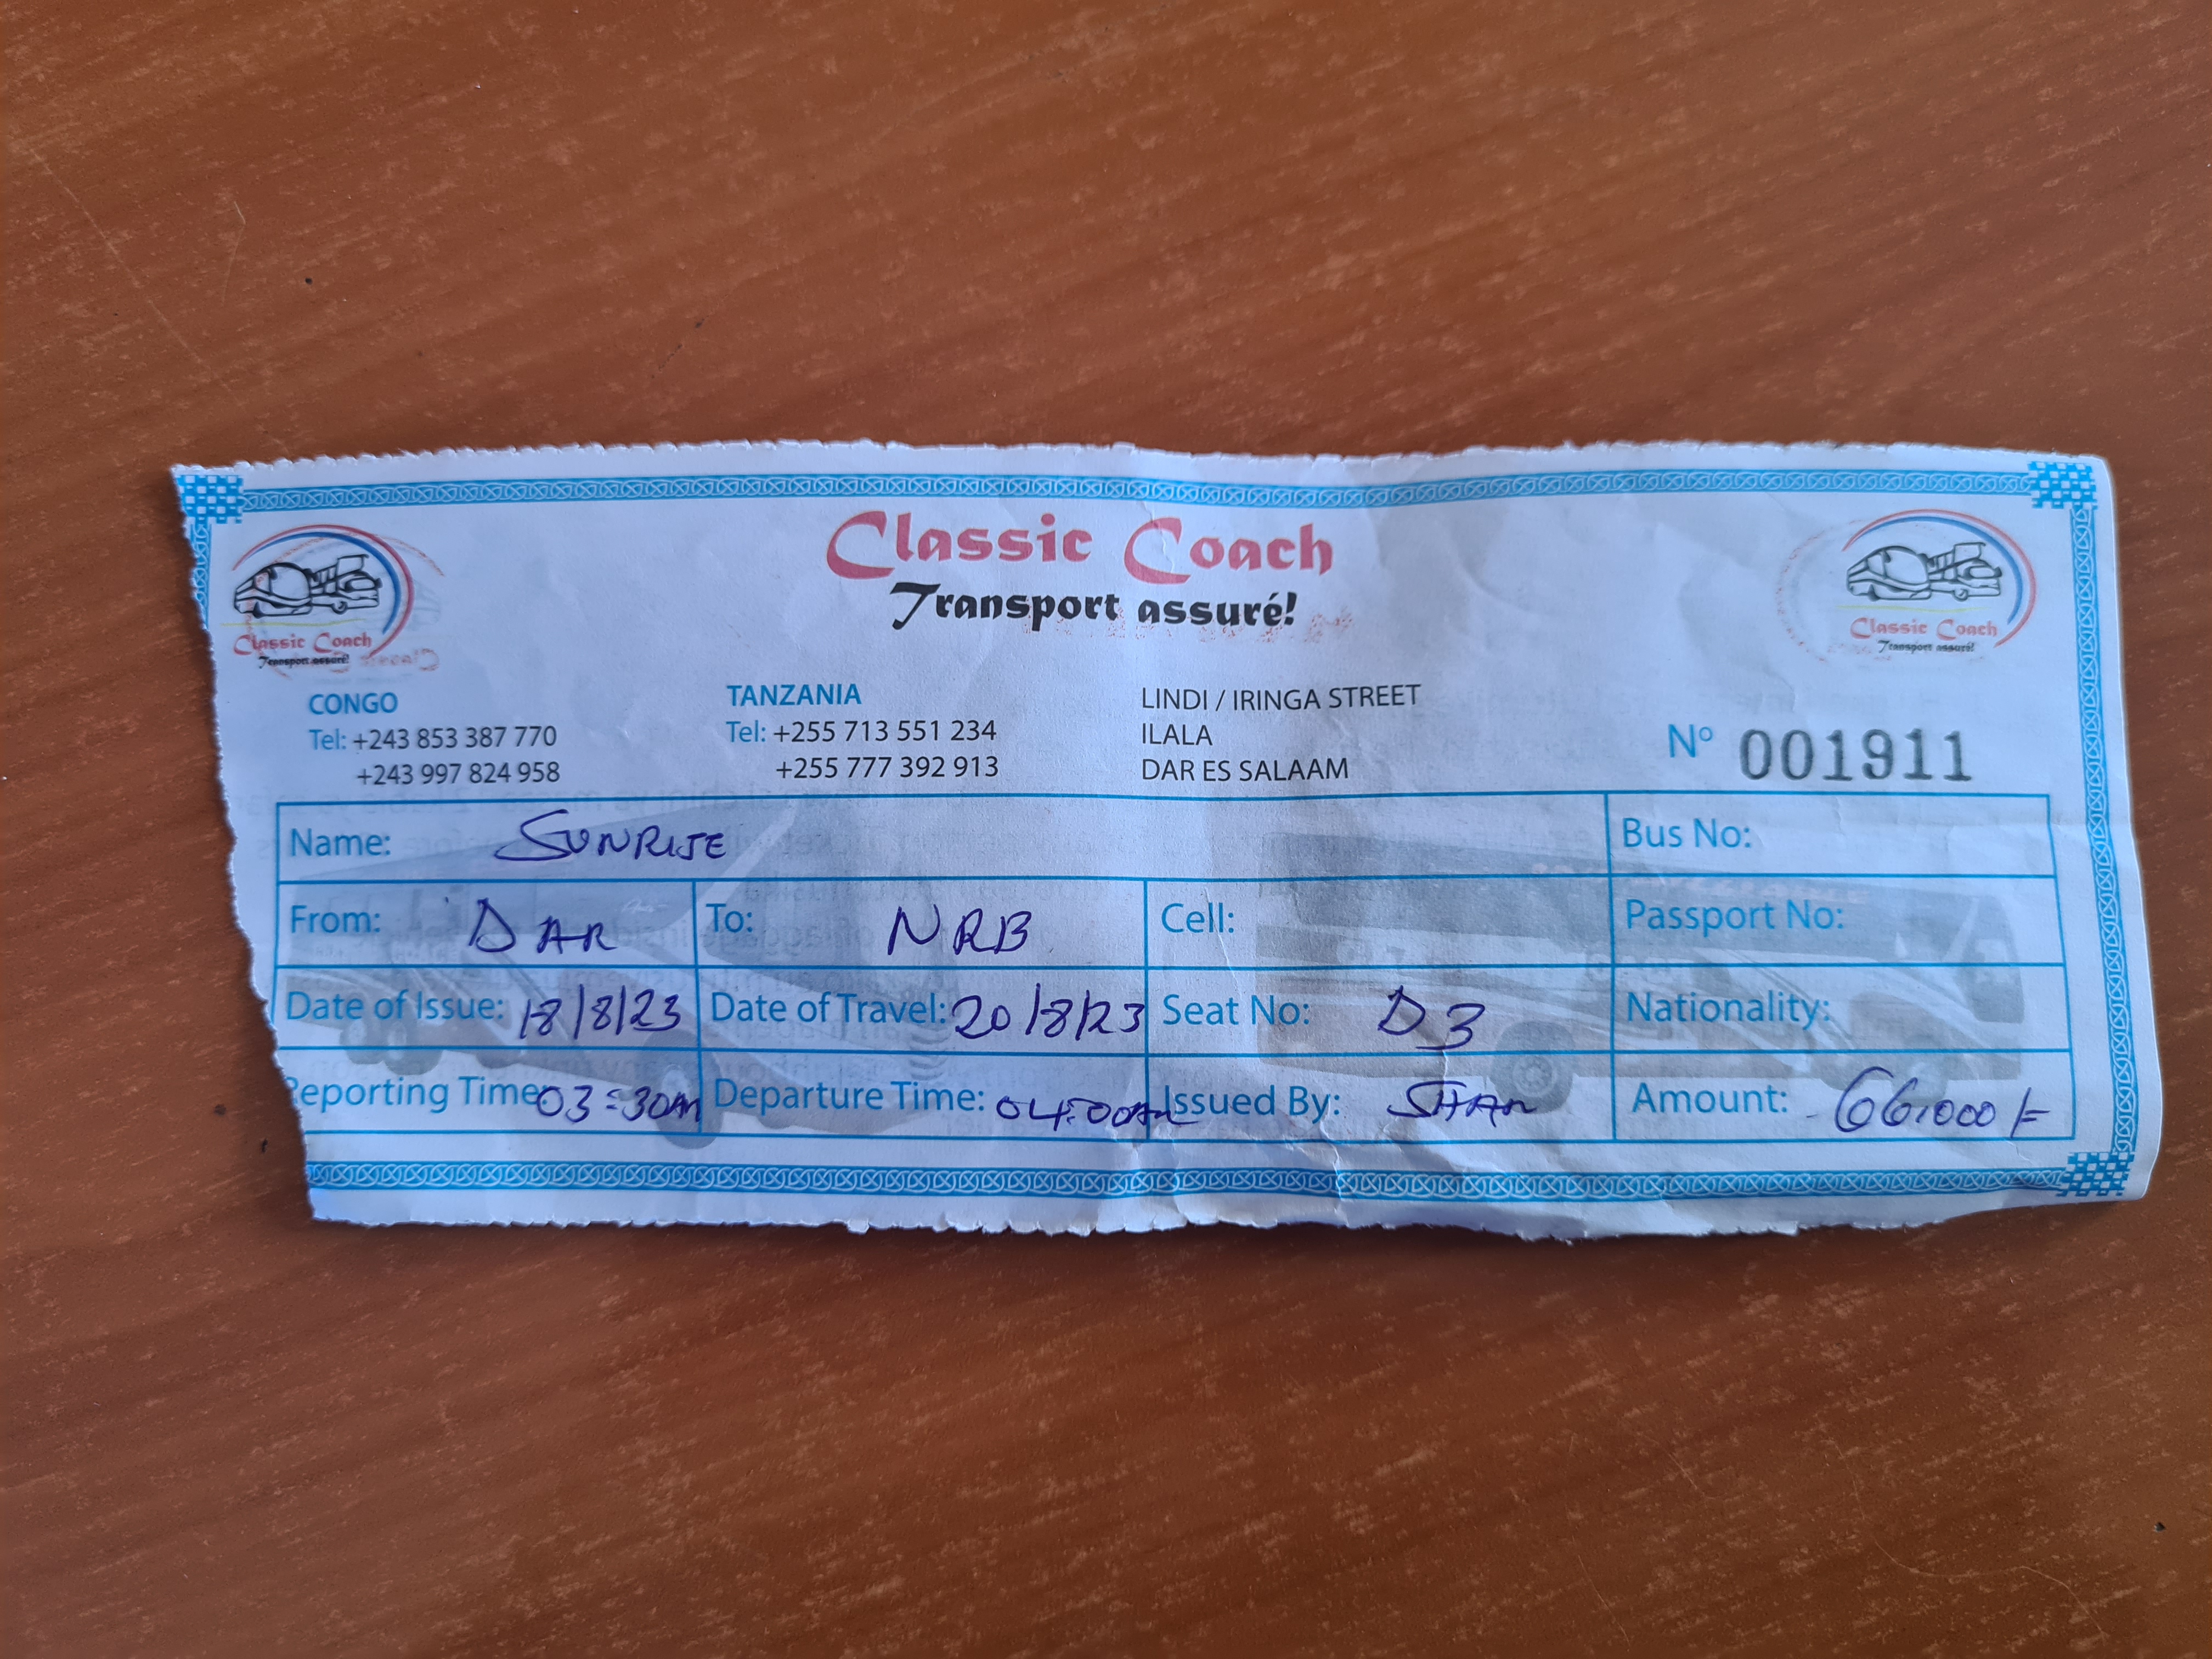 Classic Coach
Transport assuré!
Classic Coach
Transport assuré!
Classic Coach
Transport assuré!
CONGO
Tel: +243 853 387 770
+243 997 824 958
TANZANIA
Tel: +255 713 551 234
+255 777 392 913
LINDI / IRINGA STREET
ILALA
DAR ES SALAAM
Nº 001911
Name: SUNRISE
Bus No:
From: DAR To: NRB Cell: Passport No:
Date of Issue: 18/8/23 Date of Travel: 20/8/23 Seat No: D3 Nationality:
Reporting Time: 03:30AM Departure Time: 04:00AM Issued By: Amount: 66,000/=